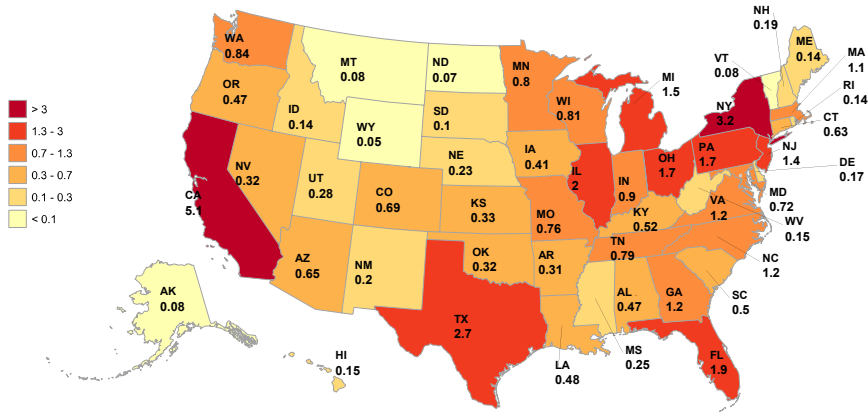 > 3
1.3 - 3
0.7 - 1.3
0.3 - 0.7
0.1 - 0.3
< 0.1
WA
0.84
OR
0.47
CA
5.1
NV
0.32
ID
0.14
MT
0.08
WY
0.05
UT
0.28
AZ
0.65
CO
0.69
NM
0.2
ND
0.07
SD
0.1
NE
0.23
KS
0.33
OK
0.32
TX
2.7
MN
0.8
IA
0.41
MO
0.76
AR
0.31
LA
0.48
WI
0.81
IL
2
MI
1.5
IN
0.9
OH
1.7
KY
0.52
TN
0.79
MS
0.25
AL
0.47
GA
1.2
FL
1.9
SC
0.5
NC
1.2
VA
1.2
WV
0.15
MD
0.72
DE
0.17
PA
1.7
NJ
1.4
NY
3.2
CT
0.63
RI
0.14
MA
1.1
VT
0.08
NH
0.19
ME
0.14
AK
0.08
HI
0.15